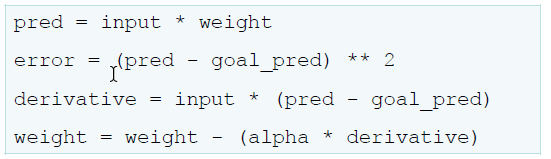 pred = input * weight
error = (pred - goal_pred) ** 2
derivative = input * (pred - goal_pred)
weight = weight - (alpha * derivative)